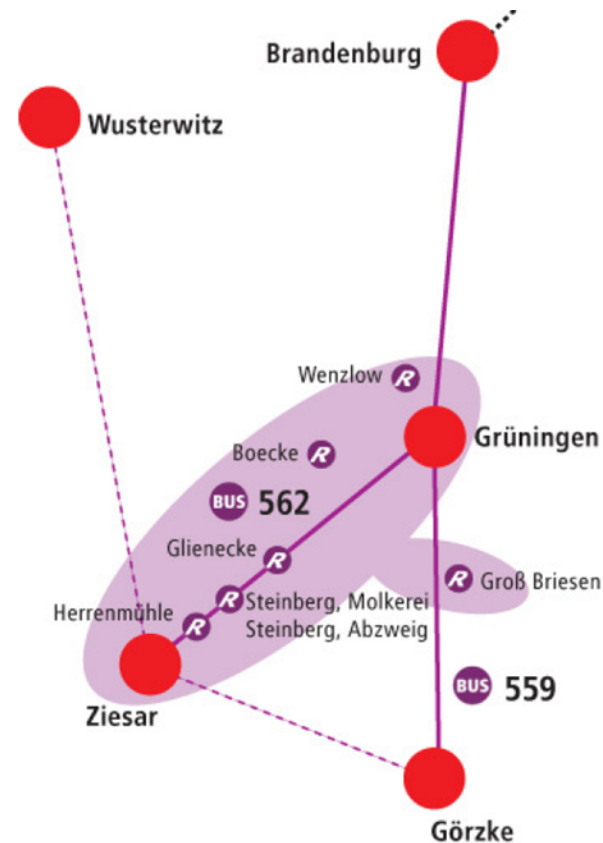 Brandenburg
Wusterwitz
Wenzlow R
Grüningen
Boecke R
BUS 562
Glienecke R
R Groß Briesen
R Steinberg, Molkerei
Herrenmühle R
Steinberg, Abzweig
BUS 559
Ziesar
Görzke